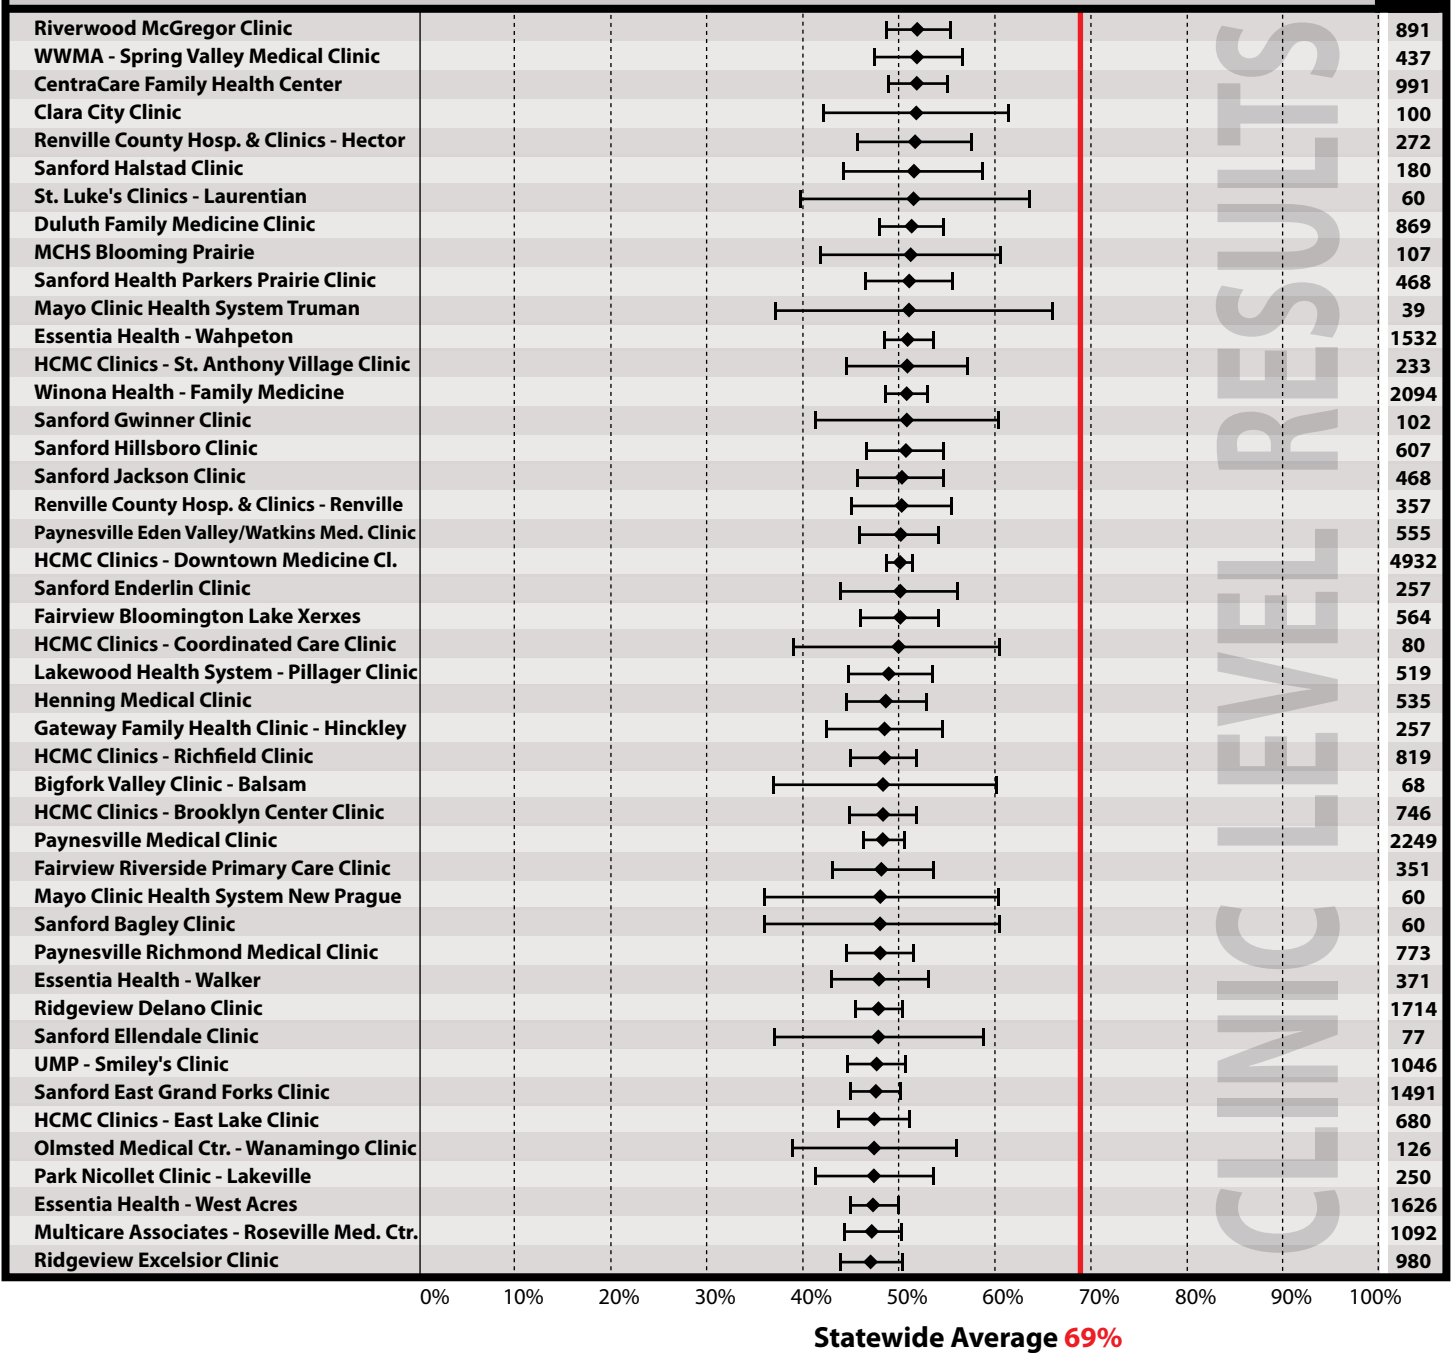 Riverwood McGregor Clinic 891
WWMA - Spring Valley Medical Clinic 437
CentraCare Family Health Center 991
Clara City Clinic 100
Renville County Hosp. & Clinics - Hector 272
Sanford Halstad Clinic 180
St. Luke's Clinics - Laurentian 60
Duluth Family Medicine Clinic 869
MCHS Blooming Prairie 107
Sanford Health Parkers Prairie Clinic 468
Mayo Clinic Health System Truman 39
Essentia Health - Wahpeton 1532
HCMC Clinics - St. Anthony Village Clinic 233
Winona Health - Family Medicine 2094
Sanford Gwinner Clinic 102
Sanford Hillsboro Clinic 607
Sanford Jackson Clinic 468
Renville County Hosp. & Clinics - Renville 357
Paynesville Eden Valley/Watkins Med. Clinic 555
HCMC Clinics - Downtown Medicine Cl. 4932
Sanford Enderlin Clinic 257
Fairview Bloomington Lake Xerxes 564
HCMC Clinics - Coordinated Care Clinic 80
Lakewood Health System - Pillager Clinic 519
Henning Medical Clinic 535
Gateway Family Health Clinic - Hinckley 257
HCMC Clinics - Richfield Clinic 819
Bigfork Valley Clinic - Balsam 68
HCMC Clinics - Brooklyn Center Clinic 746
Paynesville Medical Clinic 2249
Fairview Riverside Primary Care Clinic 351
Mayo Clinic Health System New Prague 60
Sanford Bagley Clinic 60
Paynesville Richmond Medical Clinic 773
Essentia Health - Walker 371
Ridgeview Delano Clinic 1714
Sanford Ellendale Clinic 77
UMP - Smiley's Clinic 1046
Sanford East Grand Forks Clinic 1491
HCMC Clinics - East Lake Clinic 680
Olmsted Medical Ctr. - Wanamingo Clinic 126
Park Nicollet Clinic - Lakeville 250
Essentia Health - West Acres 1626
Multicare Associates - Roseville Med. Ctr. 1092
Ridgeview Excelsior Clinic 980
CLINIC LEVEL RESULTS
0% 10% 20% 30% 40% 50% 60% 70% 80% 90% 100%
Statewide Average 69%